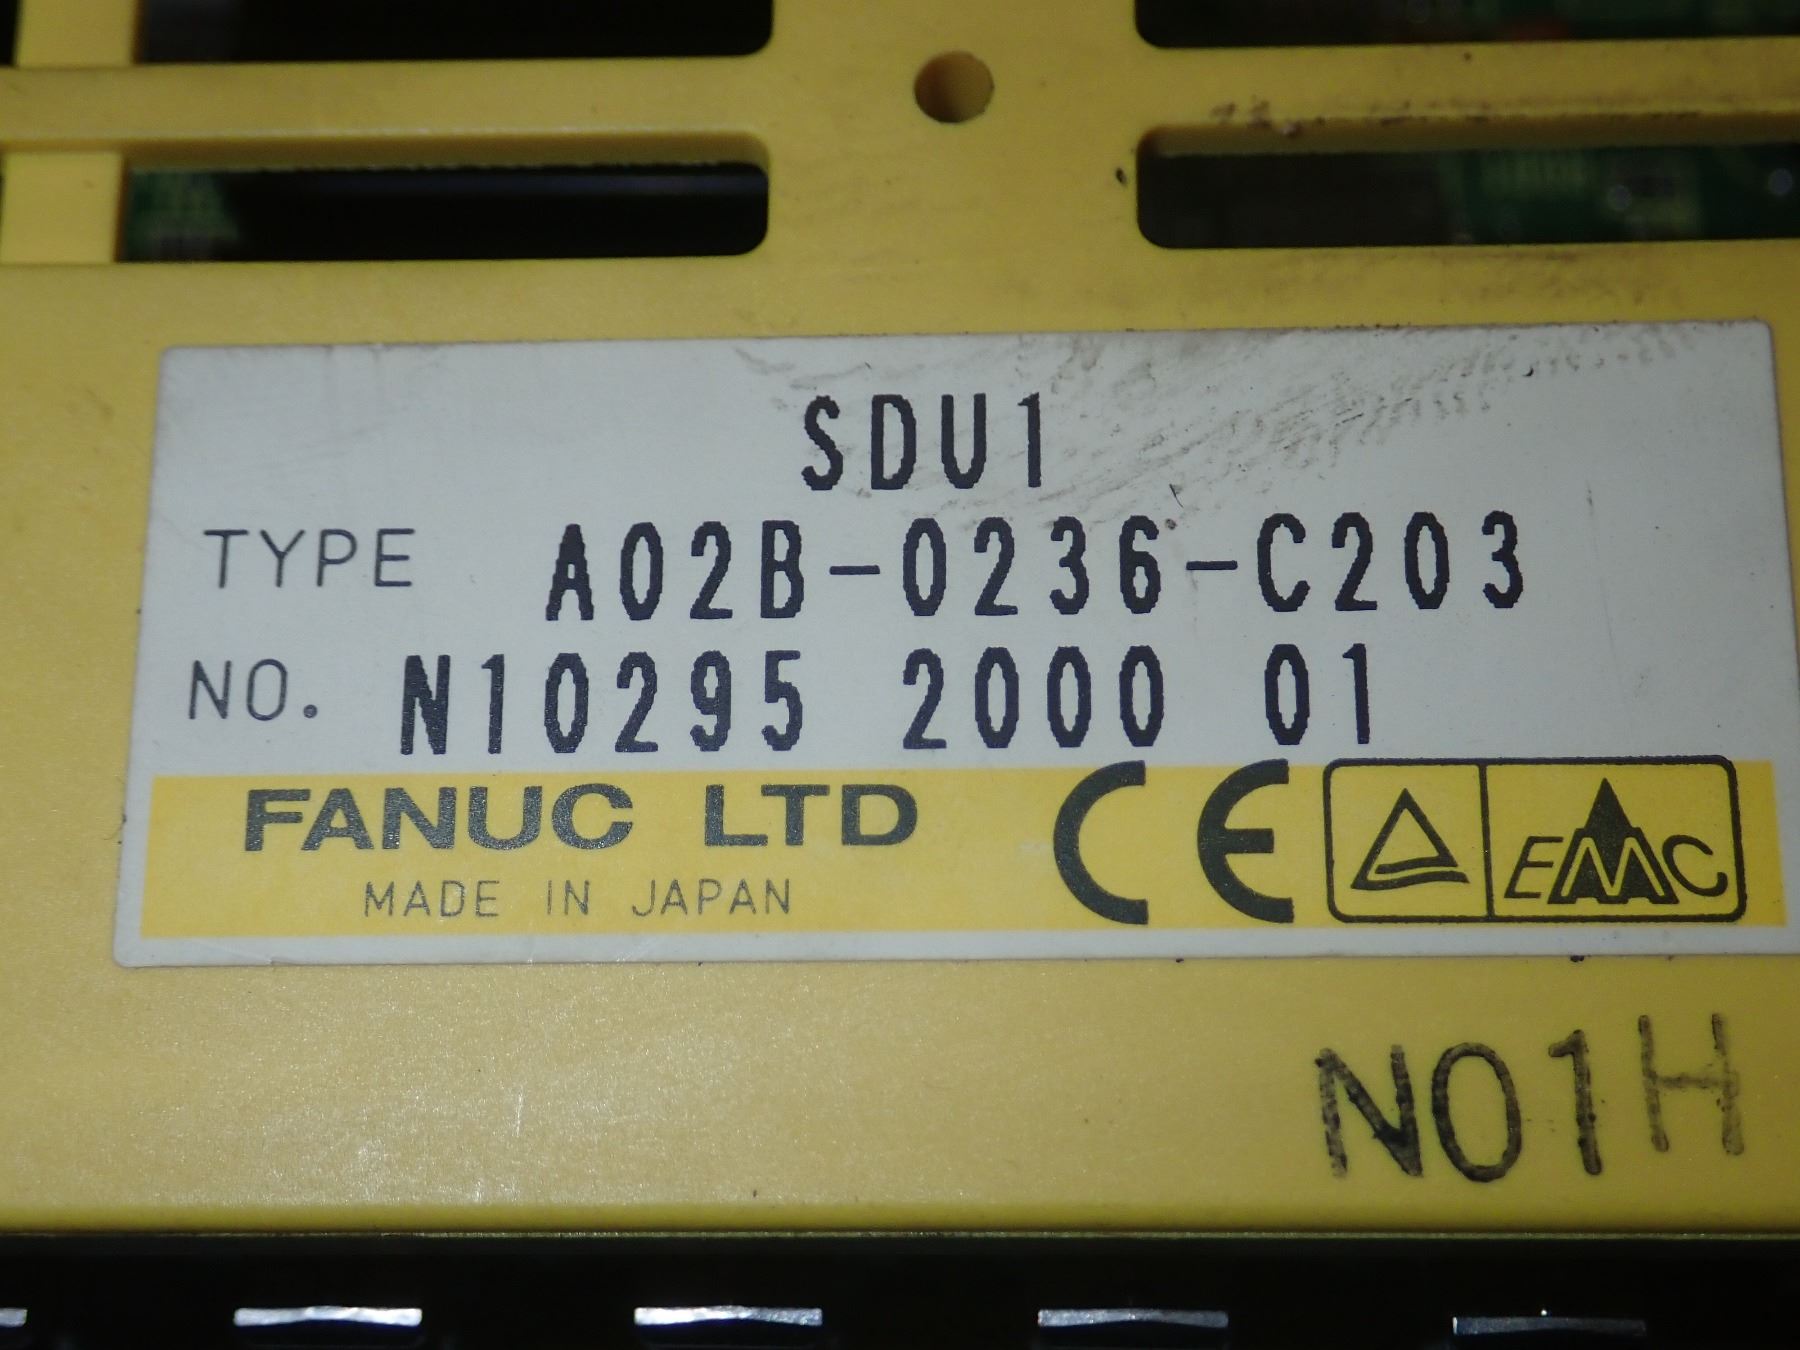 SDU1
TYPE A02B-0236-C203
NO. N10295 2000 01
FANUC LTD CE EMC
MADE IN JAPAN
N01H